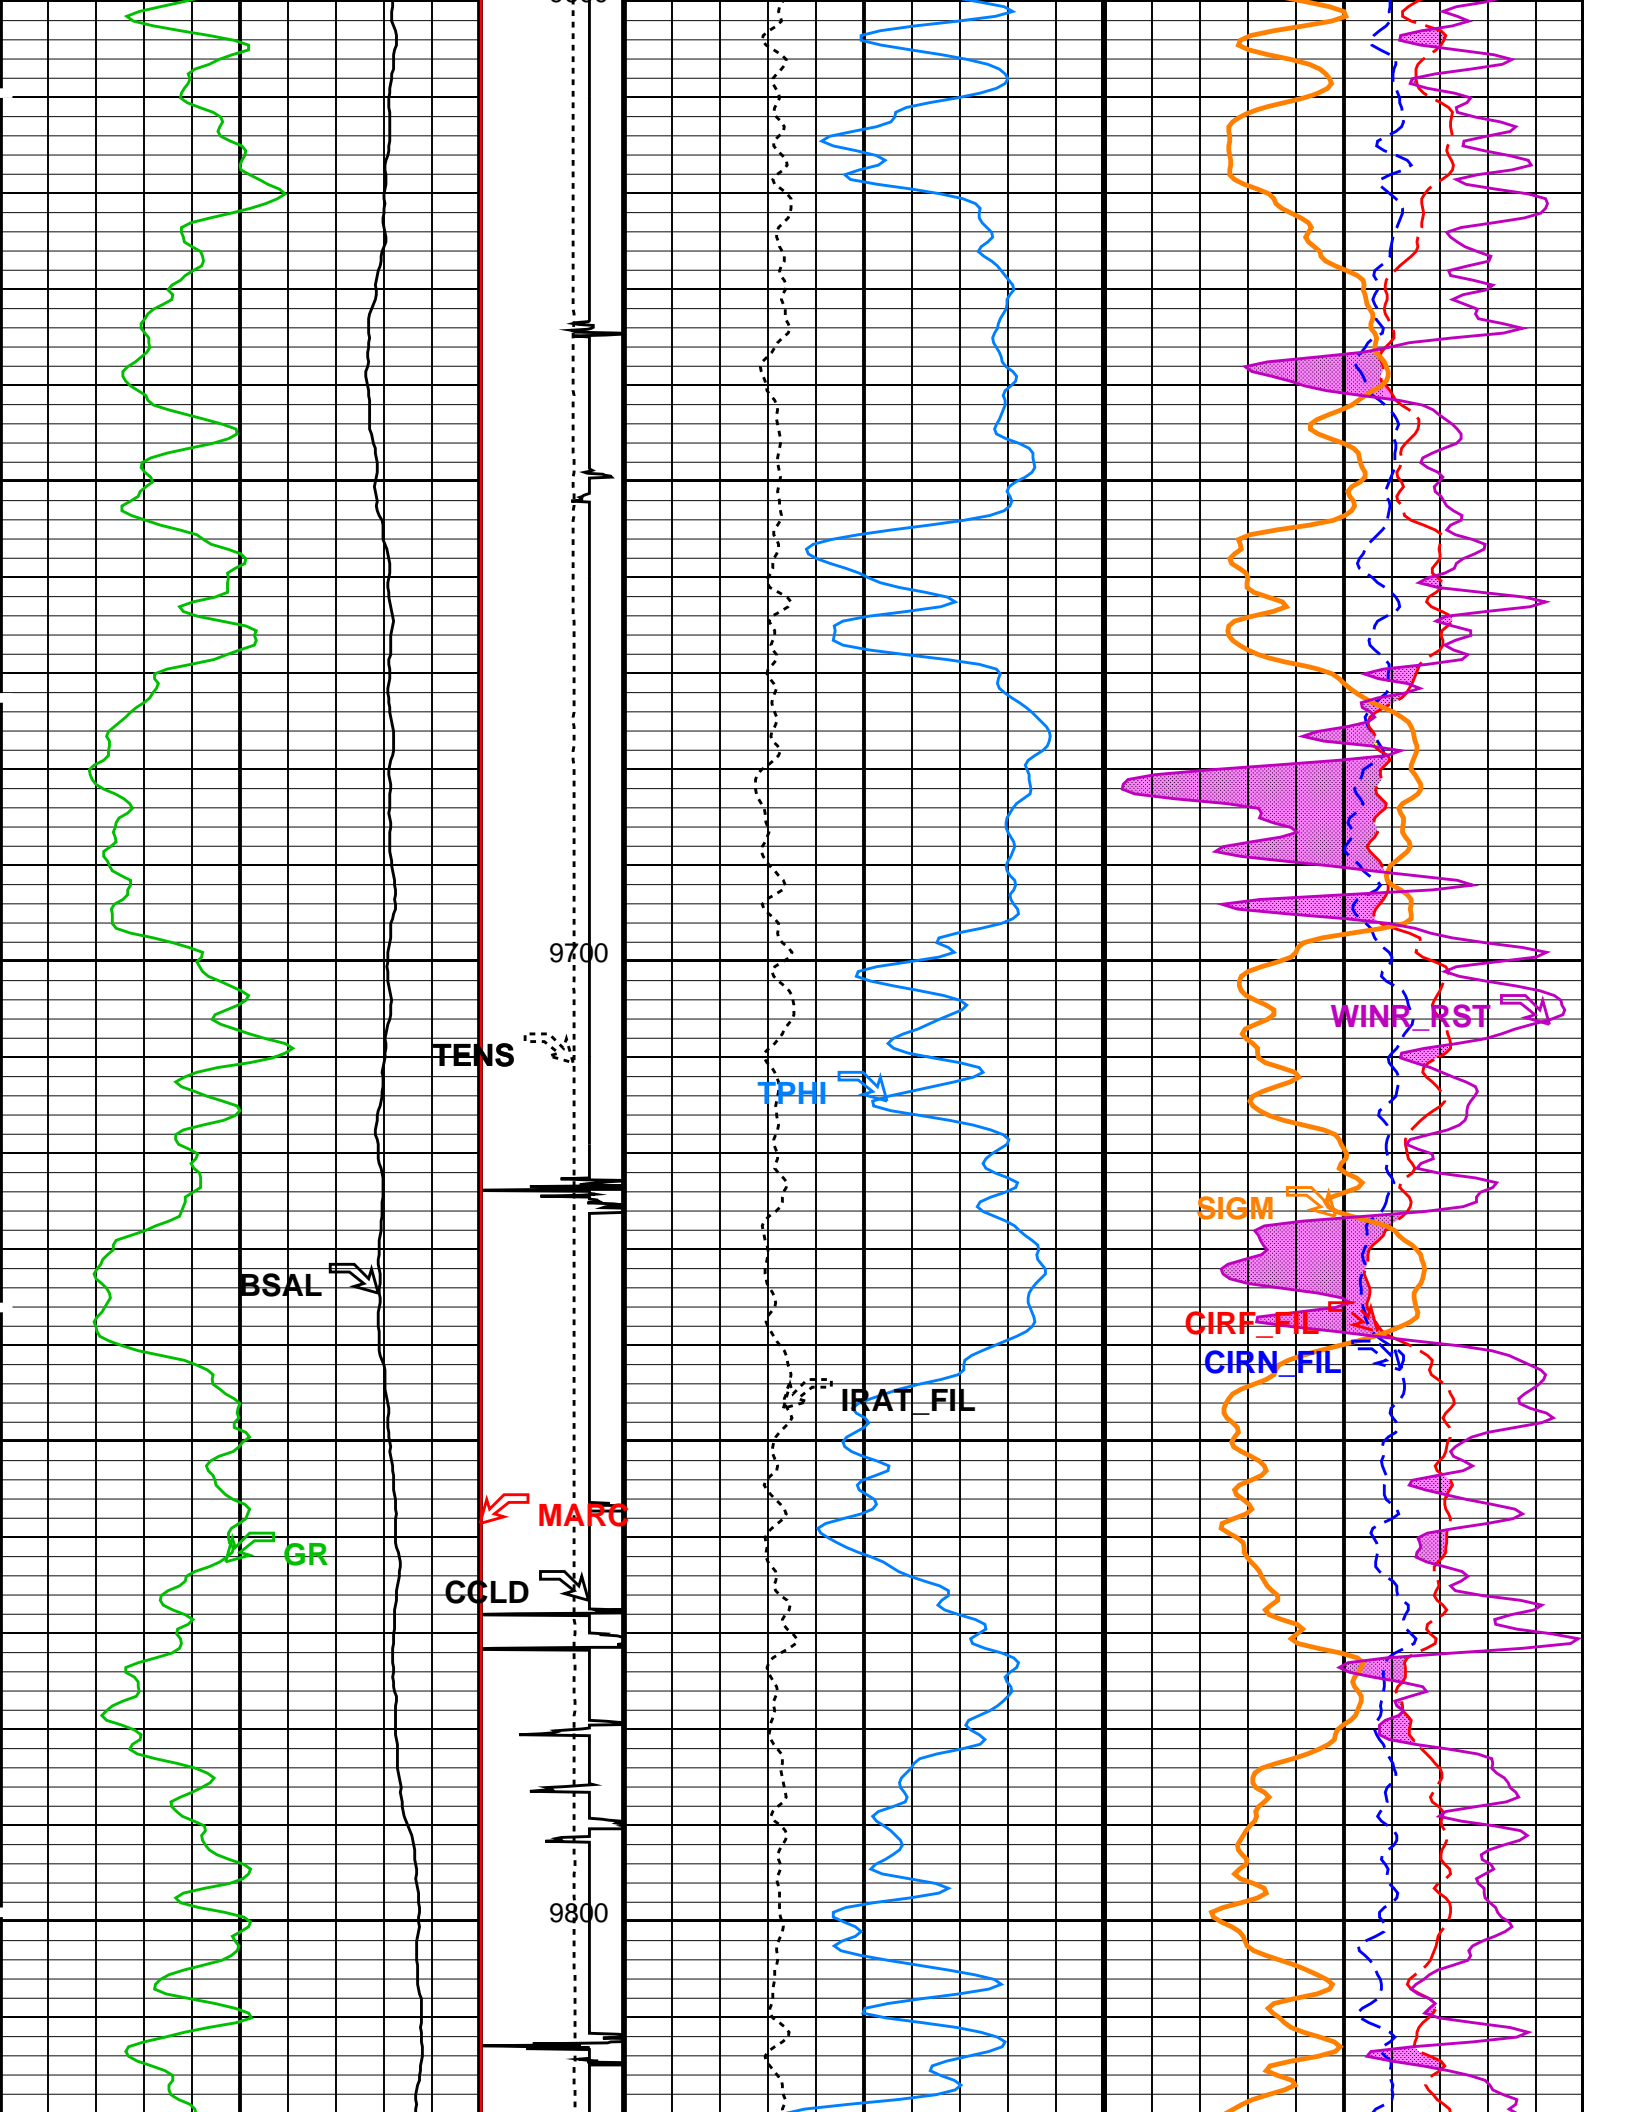 9700
WINR_RST
TENS
TPHI
SIGM
BSAL
CIRF_FIL
CIRN_FIL
IRAT_FIL
MARC
GR
CCLD
9800